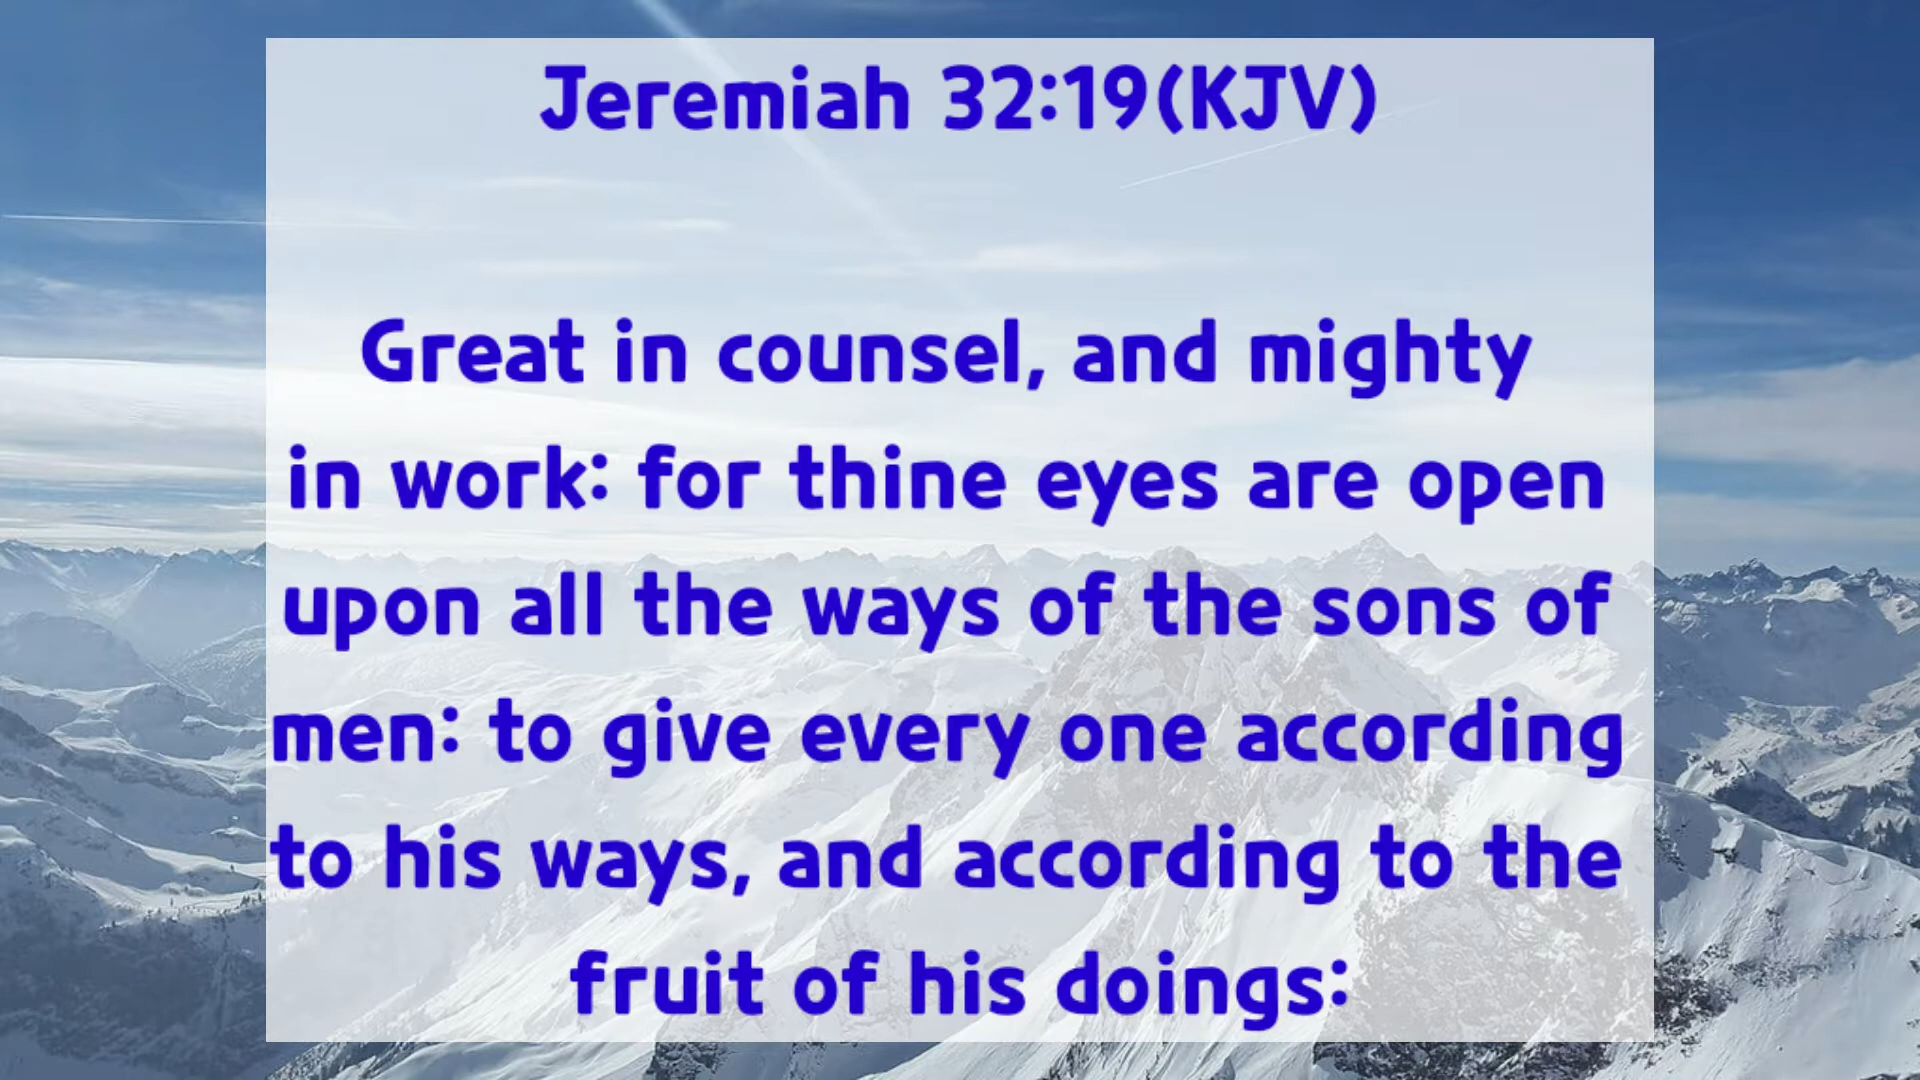 Jeremiah 32:19(KJV)
Great in counsel, and mighty
in work: for thine eyes are open
upon all the ways of the sons of
men: to give every one according
to his ways, and according to the
fruit of his doings: